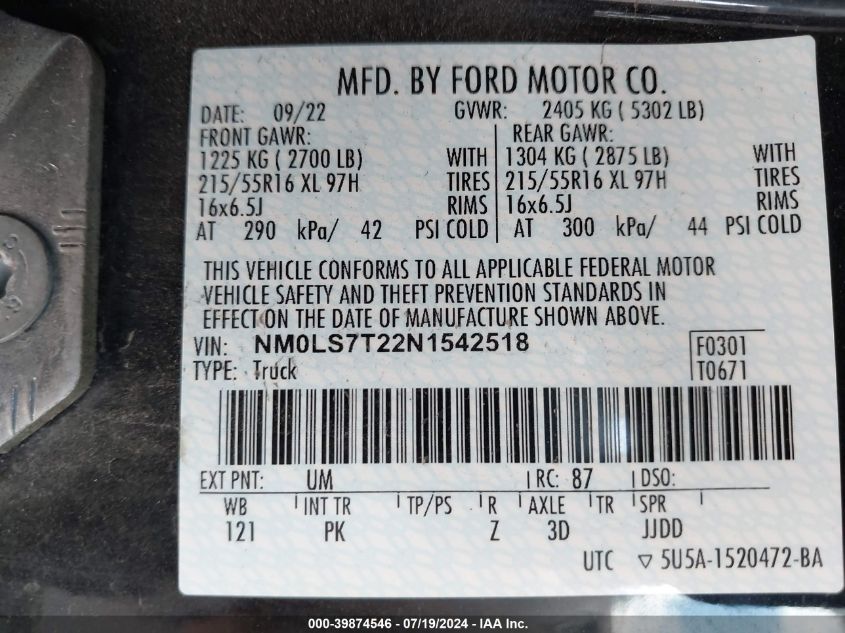 MFD. BY FORD MOTOR CO.
DATE: 09/22 GVWR: 2405 KG ( 5302 LB)
FRONT GAWR: REAR GAWR:
1225 KG ( 2700 LB) WITH 1304 KG ( 2875 LB) WITH
215/55R16 XL 97H TIRES 215/55R16 XL 97H TIRES
16x6.5J RIMS 16x6.5J RIMS
AT 290 kPa/ 42 PSI COLD AT 300 kPa/ 44 PSI COLD
THIS VEHICLE CONFORMS TO ALL APPLICABLE FEDERAL MOTOR
VEHICLE SAFETY AND THEFT PREVENTION STANDARDS IN
EFFECT ON THE DATE OF MANUFACTURE SHOWN ABOVE.
VIN: NM0LS7T22N1542518 F0301
TYPE: Truck T0671
EXT PNT: UM RC: 87 DSO:
WB INT TR TP/PS R AXLE TR SPR
121 PK Z 3D JJDD
UTC ▽ 5U5A-1520472-BA
000-39874546 - 07/19/2024 - IAA Inc.